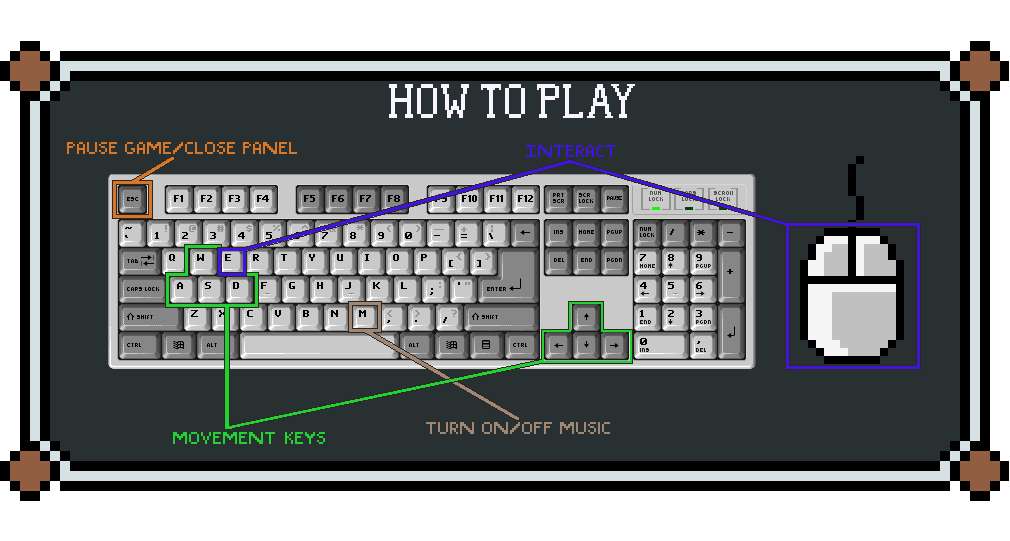 HOW TO PLAY
PAUSE GAME/CLOSE PANEL
INTERACT
ESC F1 F2 F3 F4 F5 F6 F7 F8 F9 F10 F11 F12 PRT SCR SCR LOCK PAUSE NUM LOCK SCROLL LOCK
~ 1 ! 2 @ 3 # 4 $ 5 7 8 * 9 0 ) - = + \ ← INS HOME PGUP NUM LOCK / * -
TAB Q W E R T Y U I O P [ { ] } DEL END PGDN 7 HOME 8 ↑ 9 PGUP +
CAPS LOCK A S D F G H J K L ; : ' " ENTER 4 ← 5 6 →
⇧ SHIFT Z X C V B N M , < . > / ? ⇧ SHIFT ↑ 1 END 2 ↓ 3 PGDN
CTRL ALT ALT CTRL ← ↓ → 0 INS , DEL
TURN ON/OFF MUSIC
MOVEMENT KEYS